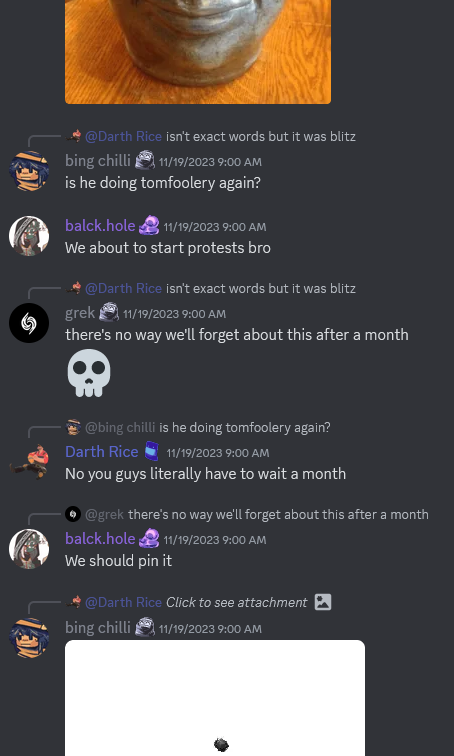 @Darth Rice isn't exact words but it was blitz
bing chilli 11/19/2023 9:00 AM
is he doing tomfoolery again?
balck.hole 11/19/2023 9:00 AM
We about to start protests bro
@Darth Rice isn't exact words but it was blitz
grek 11/19/2023 9:00 AM
there's no way we'll forget about this after a month
@bing chilli is he doing tomfoolery again?
Darth Rice 11/19/2023 9:00 AM
No you guys literally have to wait a month
@grek there's no way we'll forget about this after a month
balck.hole 11/19/2023 9:00 AM
We should pin it
@Darth Rice Click to see attachment
bing chilli 11/19/2023 9:00 AM